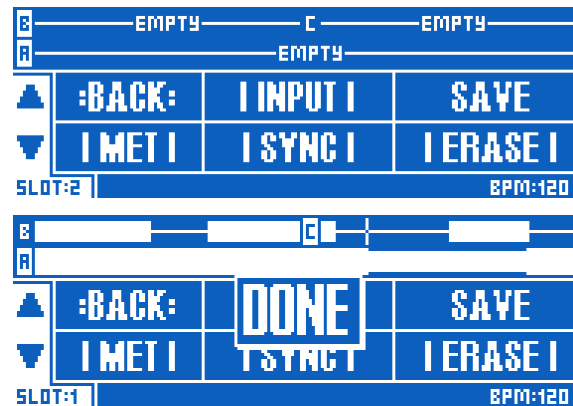 B EMPTY C EMPTY
A EMPTY
:BACK: | INPUT | SAVE
| MET | | SYNC | | ERASE |
SLOT:2 BPM:120
B C
A
:BACK: DONE SAVE
| MET | | SYNC | | ERASE |
SLOT:1 BPM:120